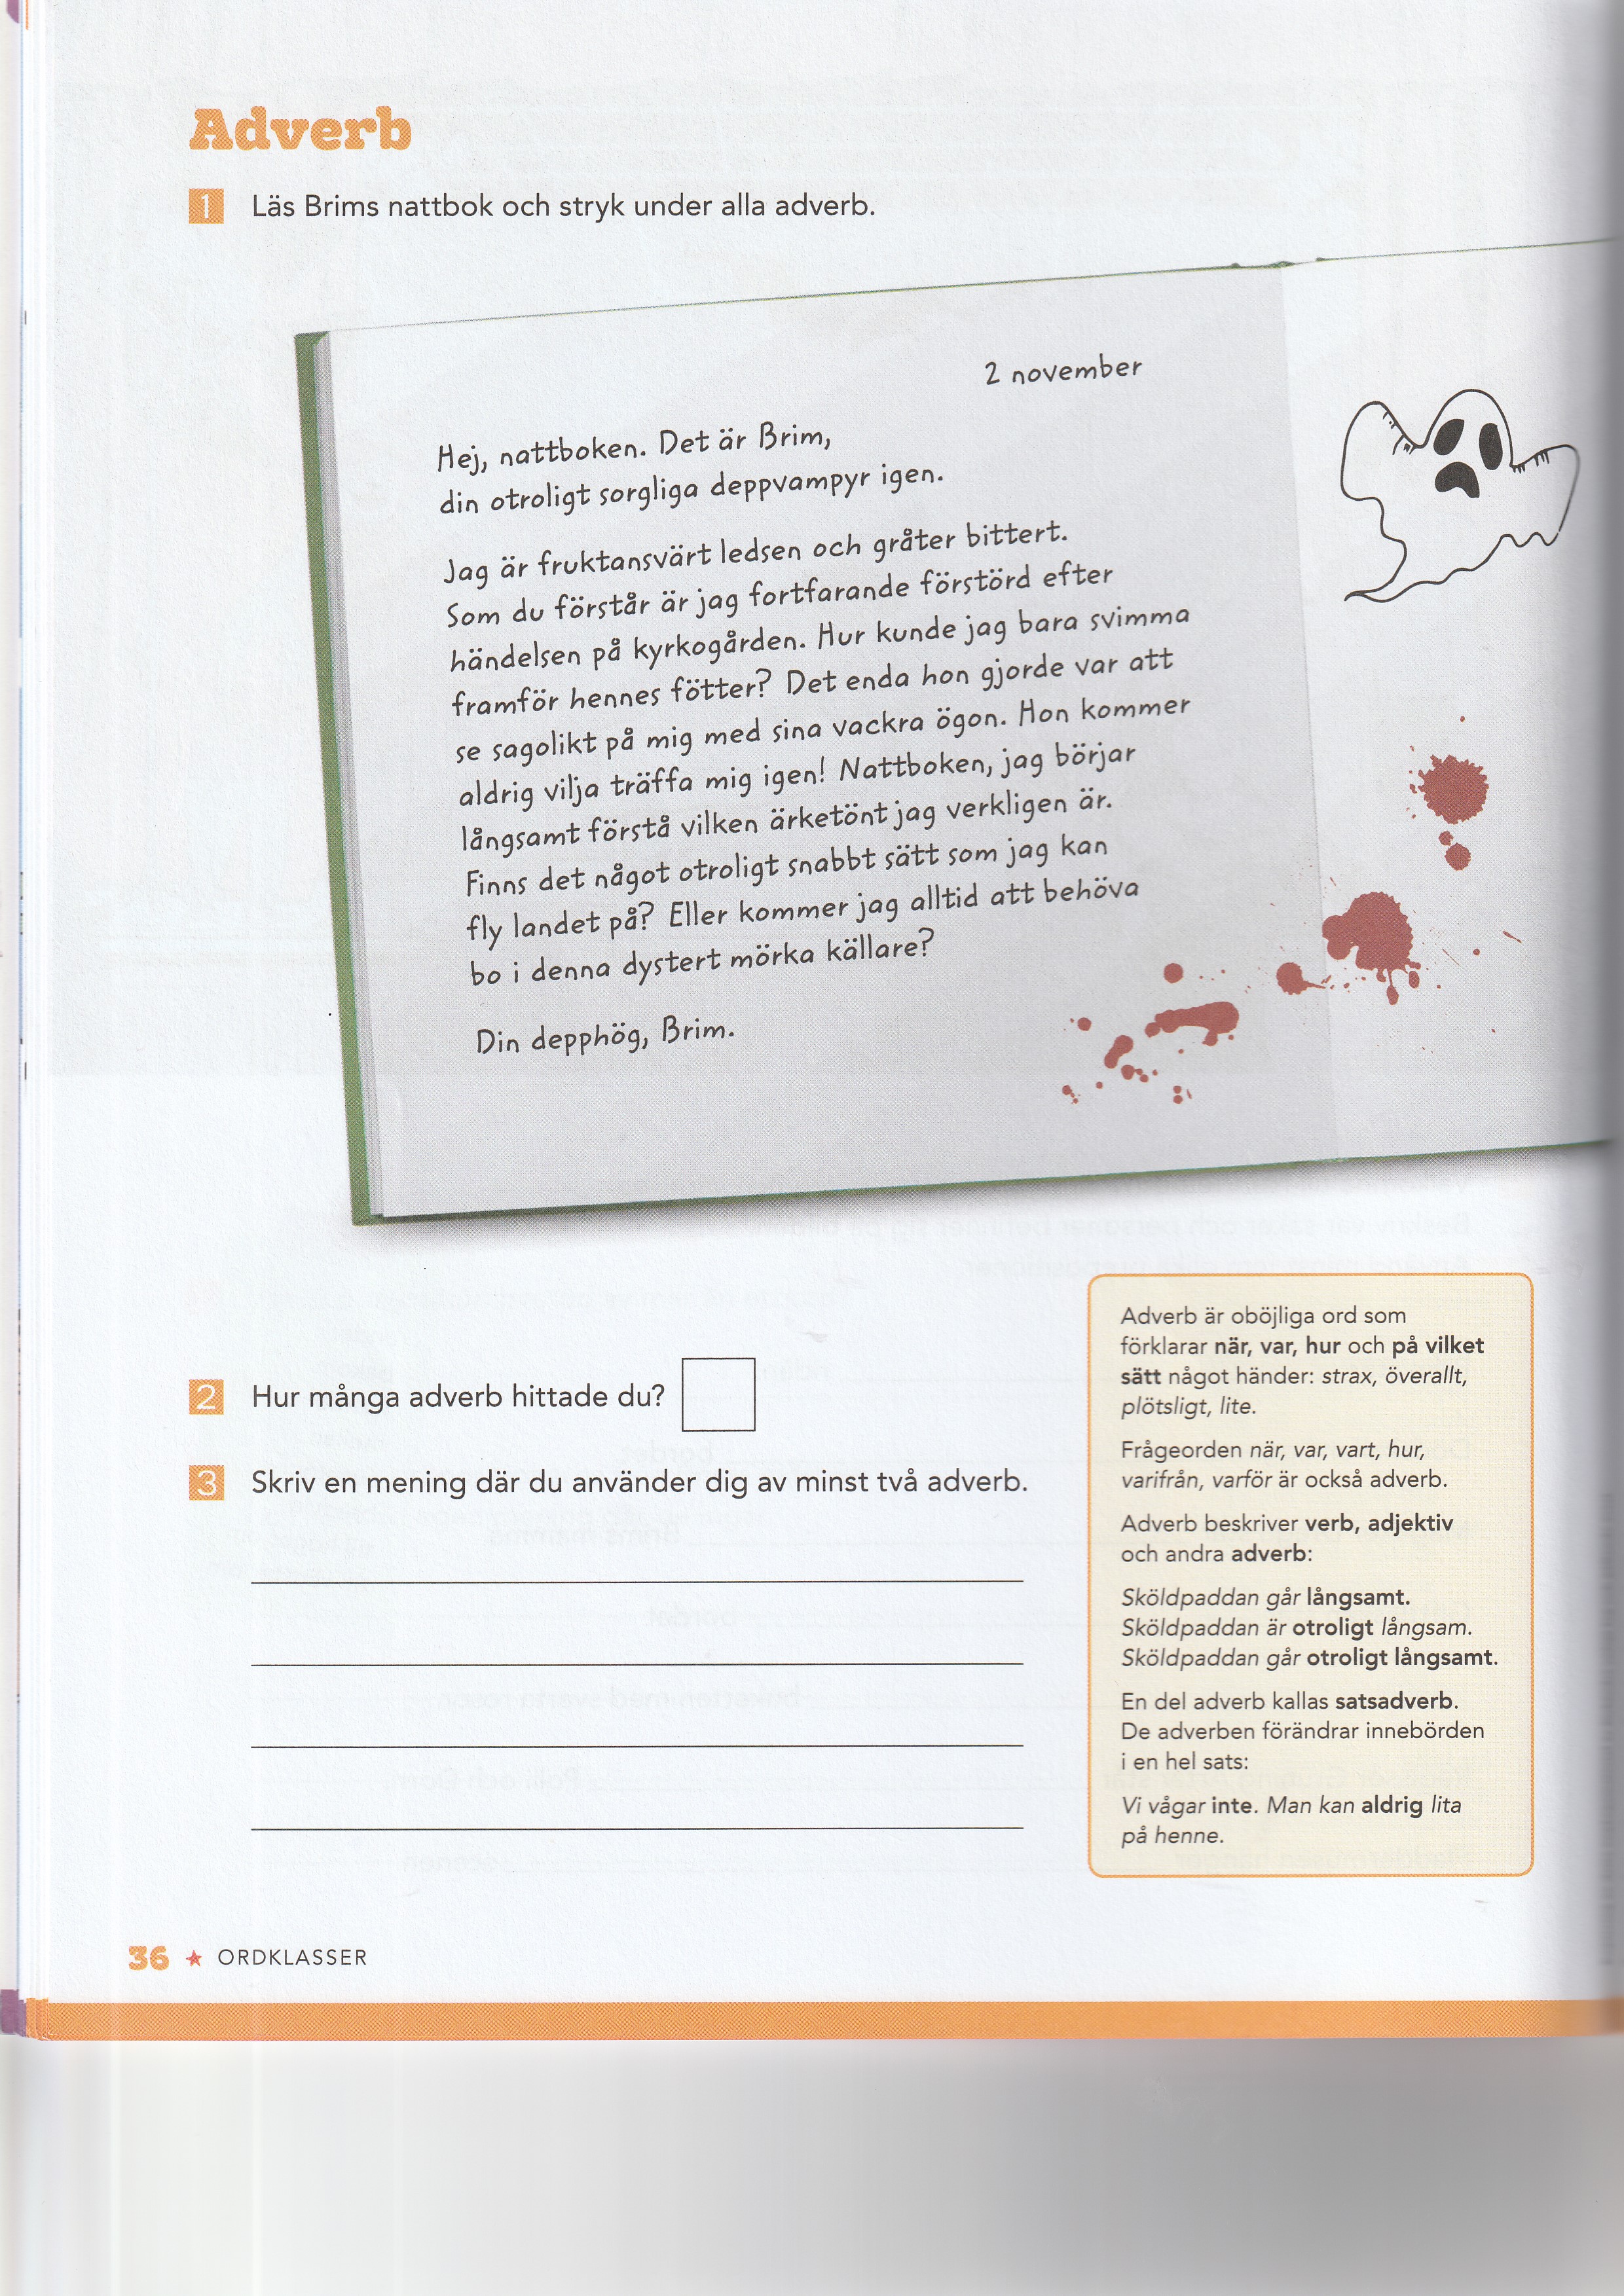 Adverb
1 Läs Brims nattbok och stryk under alla adverb.
2 november
Hej, nattboken. Det är Brim,
din otroligt sorgliga deppvampyr igen.
Jag är fruktansvärt ledsen och gråter bittert.
Som du förstår är jag fortfarande förstörd efter
händelsen på kyrkogården. Hur kunde jag bara svimma
framför hennes fötter? Det enda hon gjorde var att
se sagolikt på mig med sina vackra ögon. Hon kommer
aldrig vilja träffa mig igen! Nattboken, jag börjar
långsamt förstå vilken ärketönt jag verkligen är.
Finns det något otroligt snabbt sätt som jag kan
fly landet på? Eller kommer jag alltid att behöva
bo i denna dystert mörka källare?
Din depphög, Brim.
2 Hur många adverb hittade du?
3 Skriv en mening där du använder dig av minst två adverb.
Adverb är oböjliga ord som
förklarar när, var, hur och på vilket
sätt något händer: strax, överallt,
plötsligt, lite.
Frågeorden när, var, vart, hur,
varifrån, varför är också adverb.
Adverb beskriver verb, adjektiv
och andra adverb:
Sköldpaddan går långsamt.
Sköldpaddan är otroligt långsam.
Sköldpaddan går otroligt långsamt.
En del adverb kallas satsadverb.
De adverben förändrar innebörden
i en hel sats:
Vi vågar inte. Man kan aldrig lita
på henne.
36 ★ ORDKLASSER